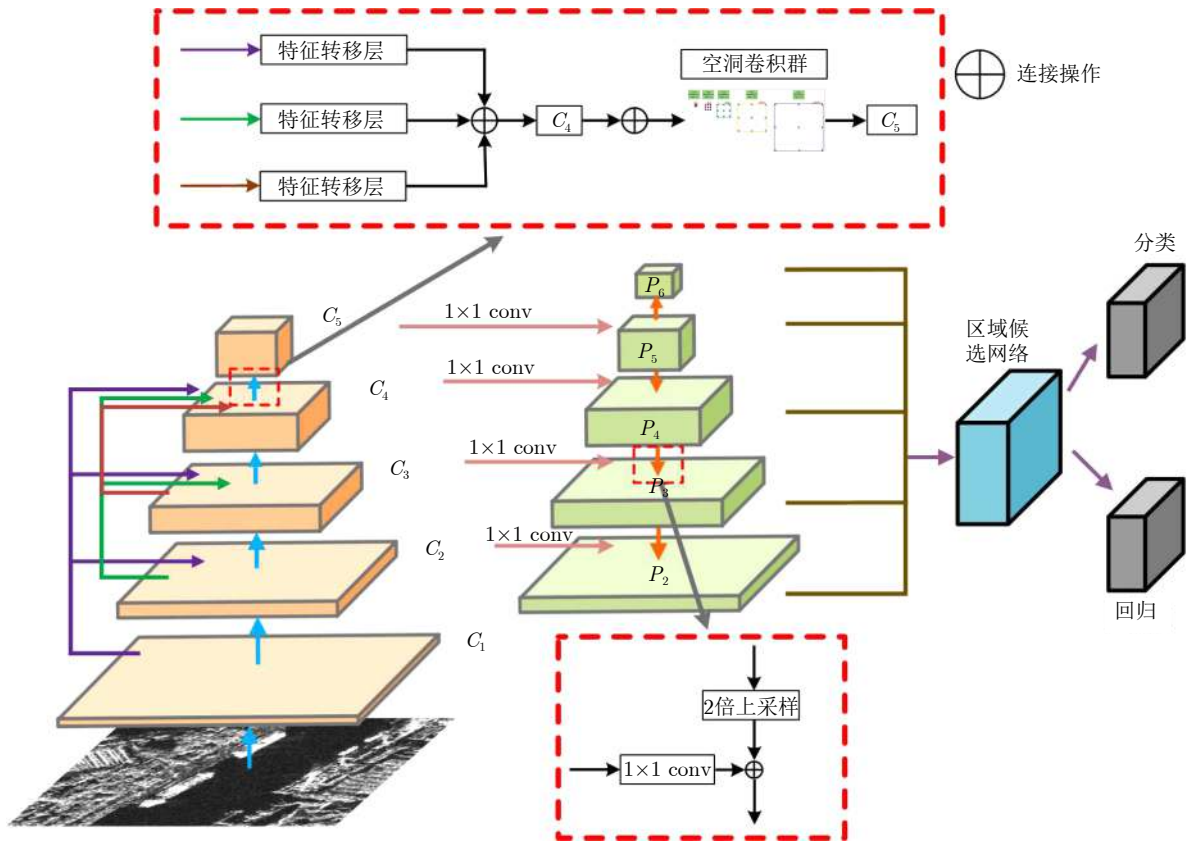 特征转移层
特征转移层
特征转移层
C4
空洞卷积群
C5
连接操作
C5
C4
C3
C2
C1
1×1 conv
1×1 conv
1×1 conv
1×1 conv
P6
P5
P4
P3
P2
区域候
选网络
分类
回归
2倍上采样
1×1 conv